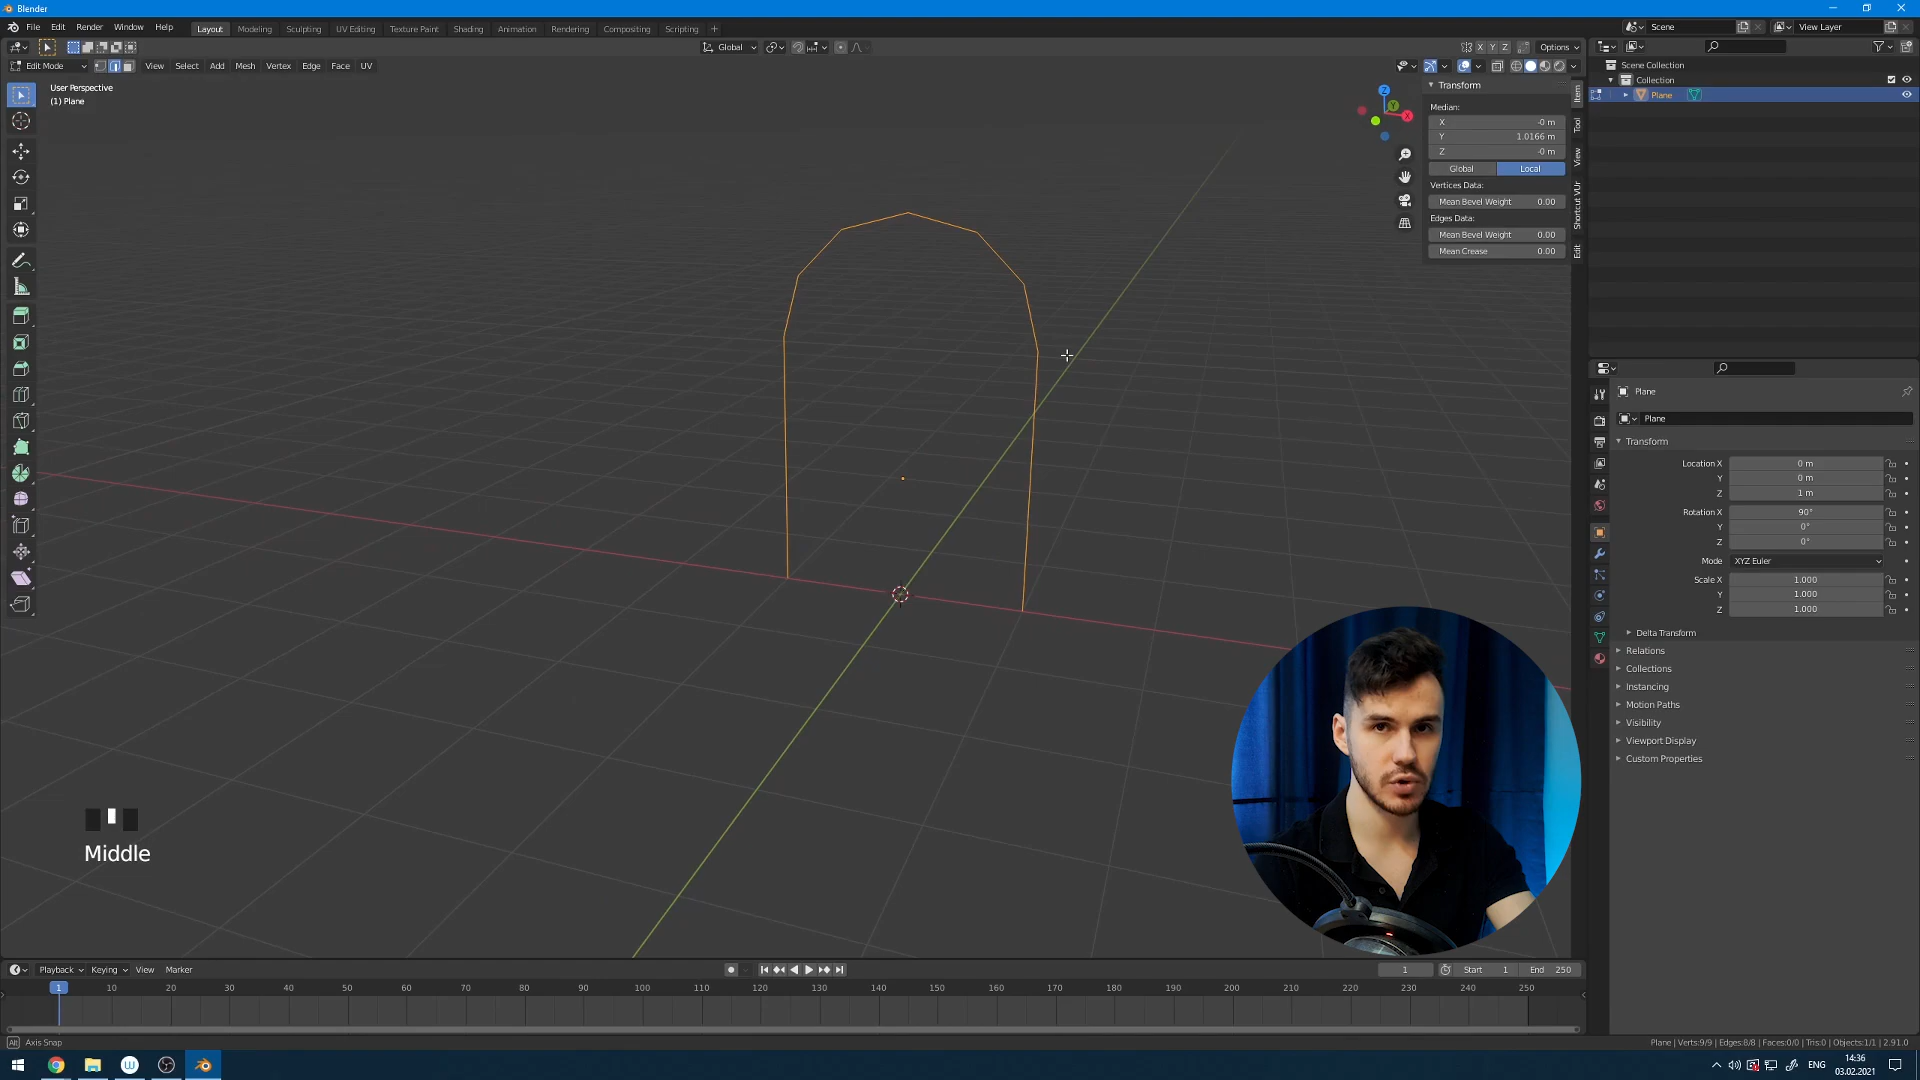 Blender
File Edit Render Window Help Layout Modeling Sculpting UV Editing Texture Paint Shading Animation Rendering Compositing Scripting +
Scene
View Layer
Global
X Y Z
Options
Edit Mode
View Select Add Mesh Vertex Edge Face UV
User Perspective
(1) Plane
Z
Y
X
Transform
Median:
X -0 m
Y 1.0166 m
Z -0 m
Global Local
Vertices Data:
Mean Bevel Weight 0.00
Edges Data:
Mean Bevel Weight 0.00
Mean Crease 0.00
Item
Tool
View
Shortcut VUr
Edit
Scene Collection
Collection
Plane
Plane
Plane
Transform
Location X 0 m
Y 0 m
Z 1 m
Rotation X 90°
Y 0°
Z 0°
Mode XYZ Euler
Scale X 1.000
Y 1.000
Z 1.000
Delta Transform
Relations
Collections
Instancing
Motion Paths
Visibility
Viewport Display
Custom Properties
Middle
Playback Keying View Marker
1 Start 1 End 250
1 10 20 30 40 50 60 70 80 90 100 110 120 130 140 150 160 170 180 190 200 210 220 230 240 250
Alt Axis Snap
Plane | Verts:9/9 | Edges:8/8 | Faces:0/0 | Tris:0 | Objects:1/1 | 2.91.0
ENG
14:36
03.02.2021